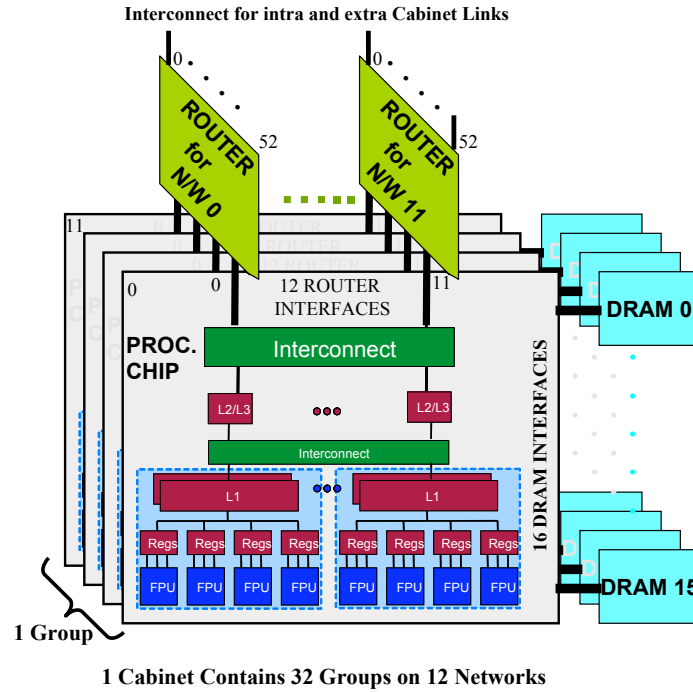 Interconnect for intra and extra Cabinet Links
0
0
ROUTER
for
N/W 0
ROUTER
for
N/W 11
52
52
11
0
0
11
12 ROUTER
INTERFACES
PROC.
CHIP
Interconnect
L2/L3
L2/L3
Interconnect
L1
L1
Regs
Regs
Regs
Regs
Regs
Regs
Regs
Regs
FPU
FPU
FPU
FPU
FPU
FPU
FPU
FPU
16 DRAM INTERFACES
DRAM 0
DRAM 15
1 Group
1 Cabinet Contains 32 Groups on 12 Networks